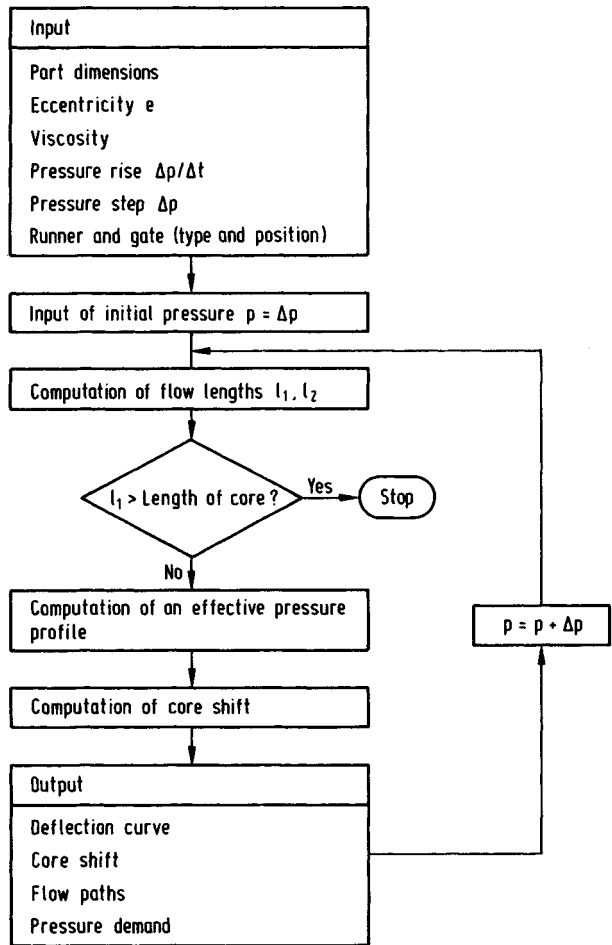 Input
Part dimensions
Eccentricity e
Viscosity
Pressure rise Δp/Δt
Pressure step Δp
Runner and gate (type and position)
Input of initial pressure p = Δp
Computation of flow lengths l₁, l₂
l₁ > Length of core?
Yes
Stop
No
Computation of an effective pressure
profile
p = p + Δp
Computation of core shift
Output
Deflection curve
Core shift
Flow paths
Pressure demand